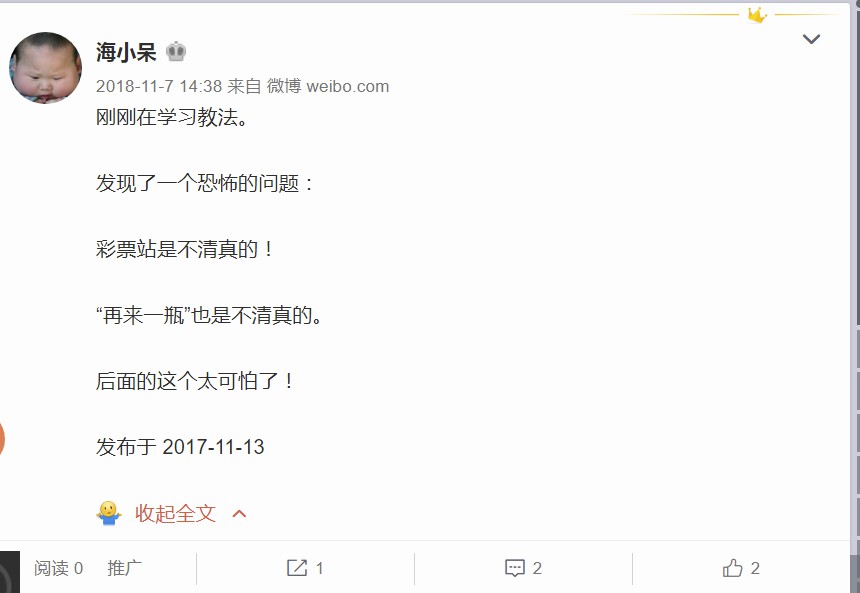 海小呆
2018-11-7 14:38 来自 微博 weibo.com
刚刚在学习教法。
发现了一个恐怖的问题：
彩票站是不清真的！
“再来一瓶”也是不清真的。
后面的这个太可怕了！
发布于 2017-11-13
收起全文
阅读 0 推广 1 2 2